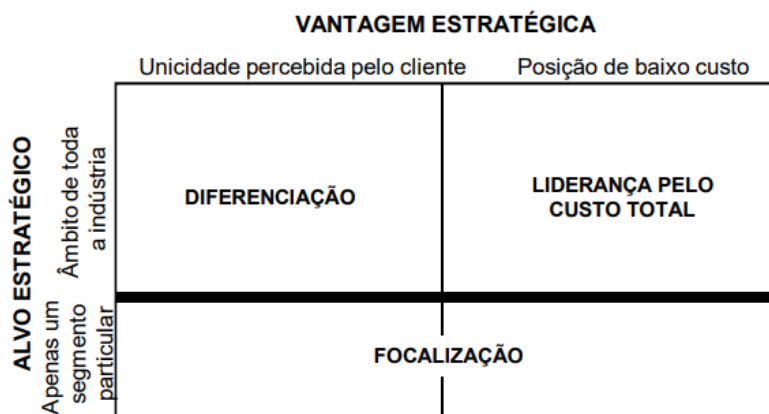 VANTAGEM ESTRATÉGICA
Unicidade percebida pelo cliente
Posição de baixo custo
ALVO ESTRATÉGICO
Âmbito de toda
a indústria
DIFERENCIAÇÃO
LIDERANÇA PELO
CUSTO TOTAL
Apenas um
segmento
particular
FOCALIZAÇÃO